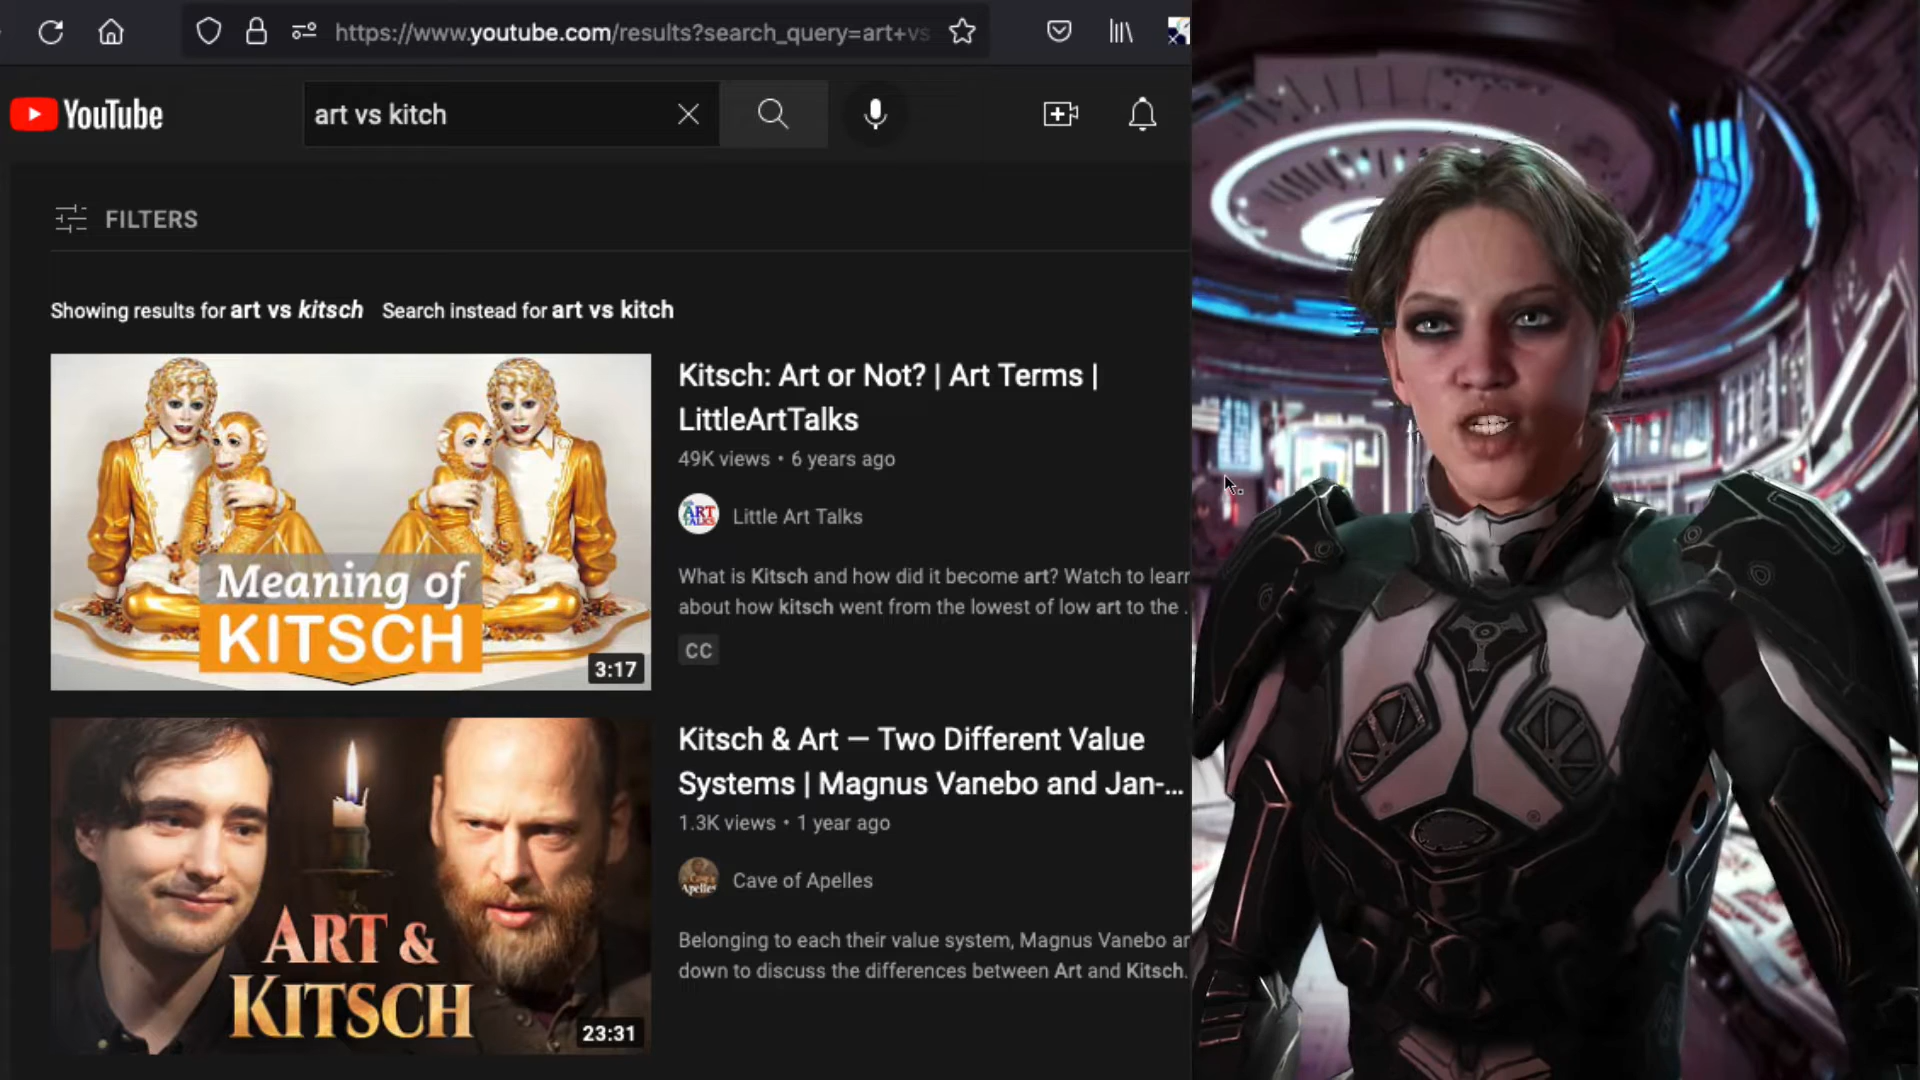 https://www.youtube.com/results?search_query=art+vs
YouTube
art vs kitch
FILTERS
Showing results for art vs kitsch Search instead for art vs kitch
Meaning of
KITSCH
3:17
Kitsch: Art or Not? | Art Terms |
LittleArtTalks
49K views • 6 years ago
ART
TALKS
Little Art Talks
What is Kitsch and how did it become art? Watch to learn
about how kitsch went from the lowest of low art to the .
CC
ART &
KITSCH
23:31
Kitsch & Art — Two Different Value
Systems | Magnus Vanebo and Jan-...
1.3K views • 1 year ago
Apelles
Cave of Apelles
Belonging to each their value system, Magnus Vanebo ar
down to discuss the differences between Art and Kitsch.